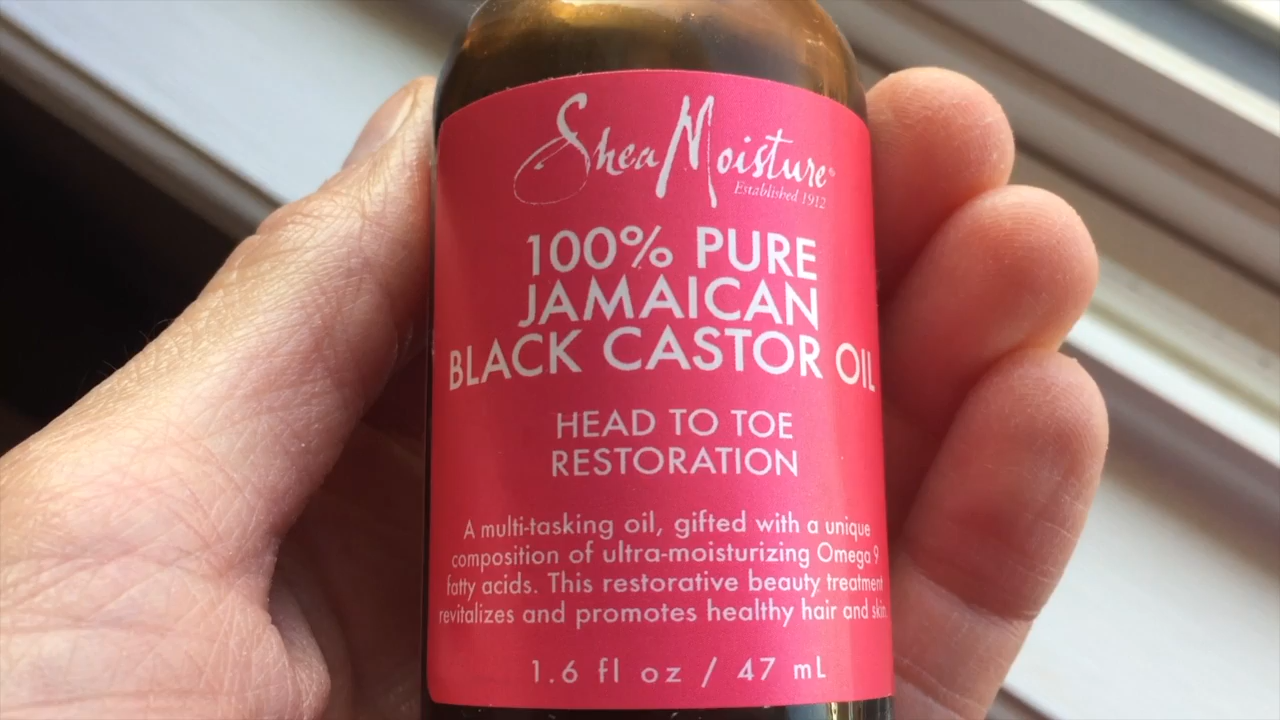 SheaMoisture®
Established 1912
100% PURE
JAMAICAN
BLACK CASTOR OIL
HEAD TO TOE
RESTORATION
A multi-tasking oil, gifted with a unique
composition of ultra-moisturizing Omega 9
fatty acids. This restorative beauty treatment
revitalizes and promotes healthy hair and skin.
1.6 fl oz / 47 mL